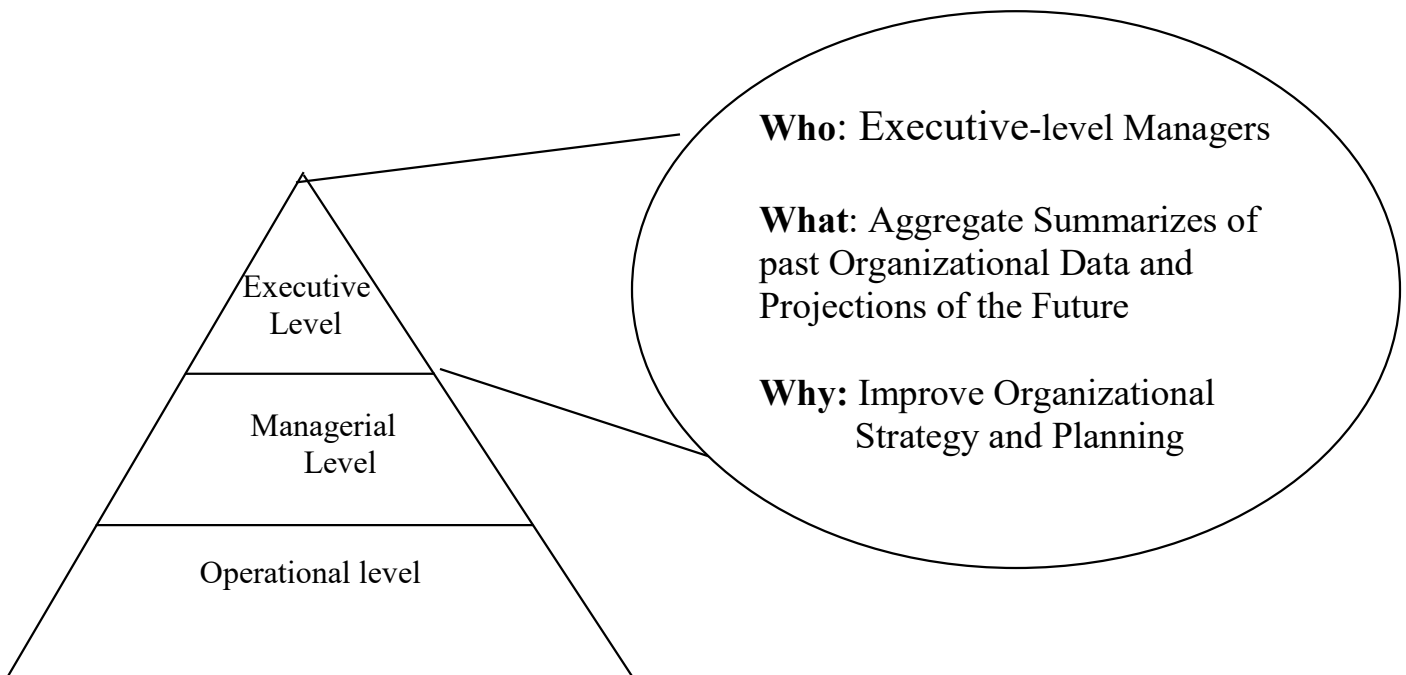 Executive
Level
Managerial
Level
Operational level
Who: Executive-level Managers
What: Aggregate Summarizes of
past Organizational Data and
Projections of the Future
Why: Improve Organizational
Strategy and Planning